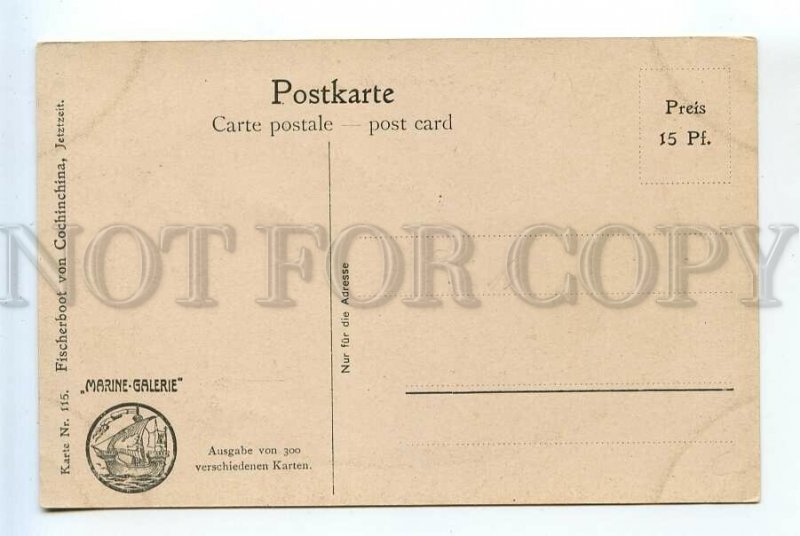 Postkarte
Carte postale — post card
Preis
15 Pf.
Karte Nr. 115. Fischerboot von Cochinchina, Jetztzeit.
Nur für die Adresse
„MARINE-GALERIE"
Ausgabe von 300
verschiedenen Karten.
NOT FOR COPY